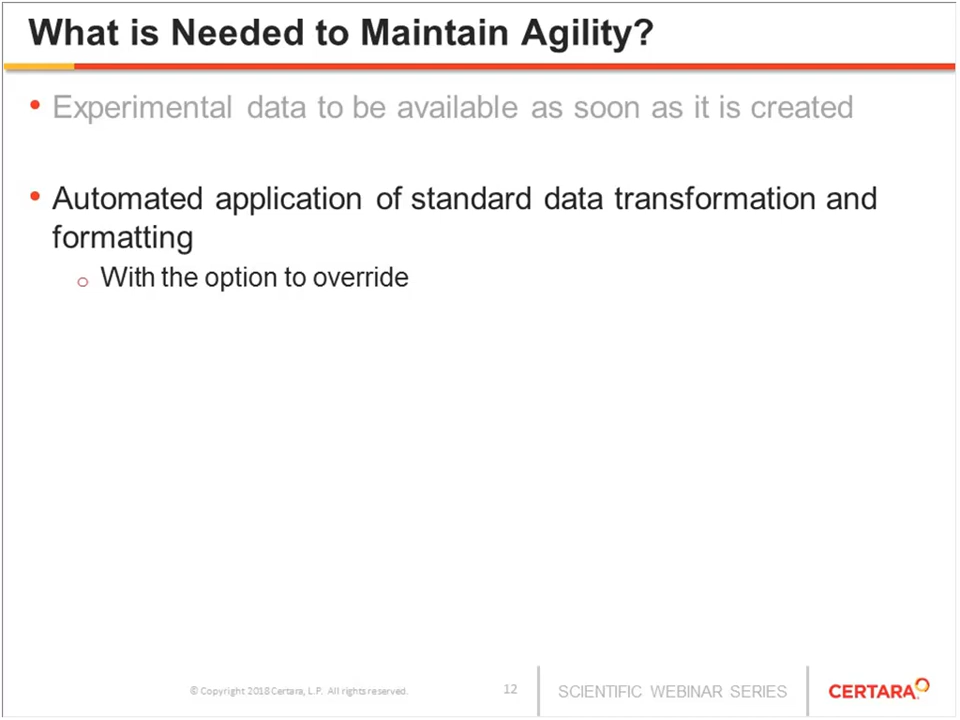 What is Needed to Maintain Agility?
• Experimental data to be available as soon as it is created
• Automated application of standard data transformation and
formatting
o With the option to override
© Copyright 2018 Certara, L.P. All rights reserved.
12
SCIENTIFIC WEBINAR SERIES
CERTARA